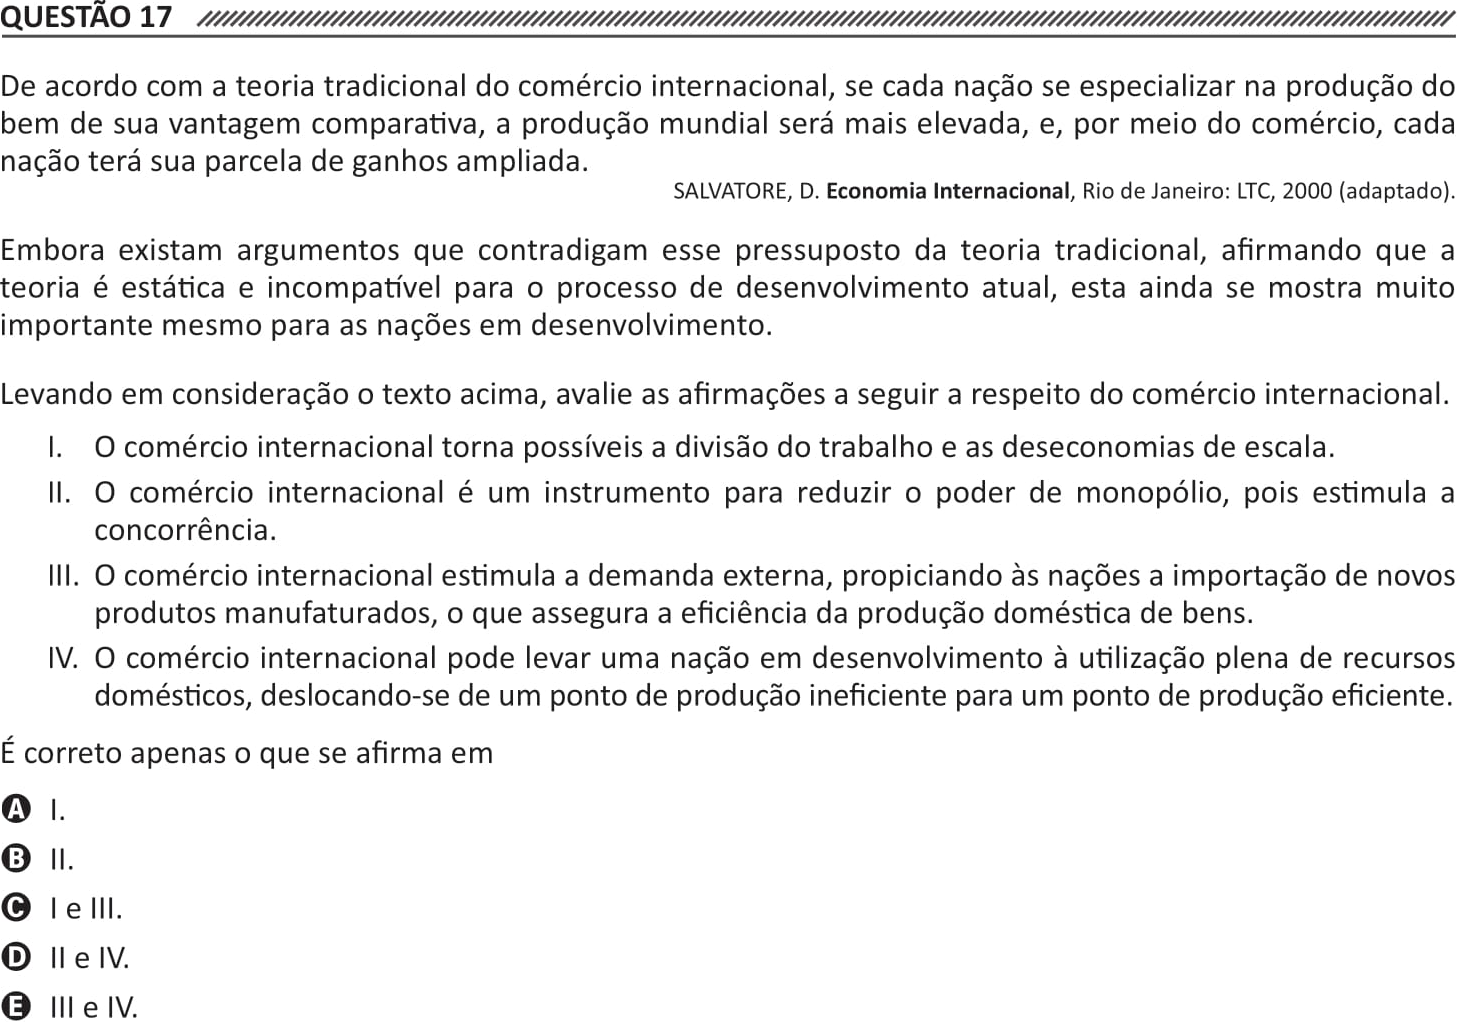 QUESTÃO 17
De acordo com a teoria tradicional do comércio internacional, se cada nação se especializar na produção do
bem de sua vantagem comparativa, a produção mundial será mais elevada, e, por meio do comércio, cada
nação terá sua parcela de ganhos ampliada.
SALVATORE, D. Economia Internacional, Rio de Janeiro: LTC, 2000 (adaptado).
Embora existam argumentos que contradigam esse pressuposto da teoria tradicional, afirmando que a
teoria é estática e incompatível para o processo de desenvolvimento atual, esta ainda se mostra muito
importante mesmo para as nações em desenvolvimento.
Levando em consideração o texto acima, avalie as afirmações a seguir a respeito do comércio internacional.
I. O comércio internacional torna possíveis a divisão do trabalho e as deseconomias de escala.
II. O comércio internacional é um instrumento para reduzir o poder de monopólio, pois estimula a
concorrência.
III. O comércio internacional estimula a demanda externa, propiciando às nações a importação de novos
produtos manufaturados, o que assegura a eficiência da produção doméstica de bens.
IV. O comércio internacional pode levar uma nação em desenvolvimento à utilização plena de recursos
domésticos, deslocando-se de um ponto de produção ineficiente para um ponto de produção eficiente.
É correto apenas o que se afirma em
A I.
B II.
C I e III.
D II e IV.
E III e IV.